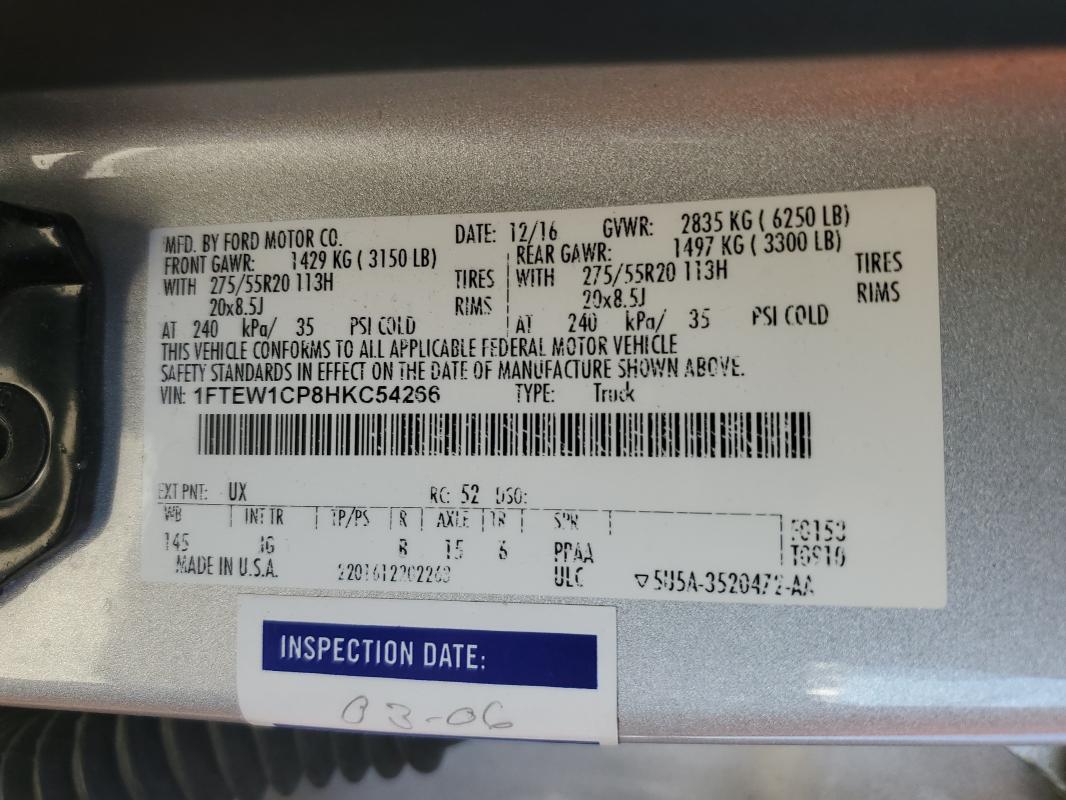 MFD. BY FORD MOTOR CO. DATE: 12/16 GVWR: 2835 KG ( 6250 LB)
FRONT GAWR: 1429 KG ( 3150 LB) REAR GAWR: 1497 KG ( 3300 LB)
WITH 275/55R20 113H TIRES WITH 275/55R20 113H TIRES
20x8.5J RIMS 20x8.5J RIMS
AT 240 kPa/ 35 PSI COLD AT 240 kPa/ 35 PSI COLD
THIS VEHICLE CONFORMS TO ALL APPLICABLE FEDERAL MOTOR VEHICLE
SAFETY STANDARDS IN EFFECT ON THE DATE OF MANUFACTURE SHOWN ABOVE.
VIN: 1FTEW1CP8HKC54266 TYPE: Truck
EXT PNT: UX RC: 52 DSO:
WB INT TR TP/PS R AXLE TR SPR
145 B 15 6 PPAA
MADE IN U.S.A. ULC
INSPECTION DATE:
03-06